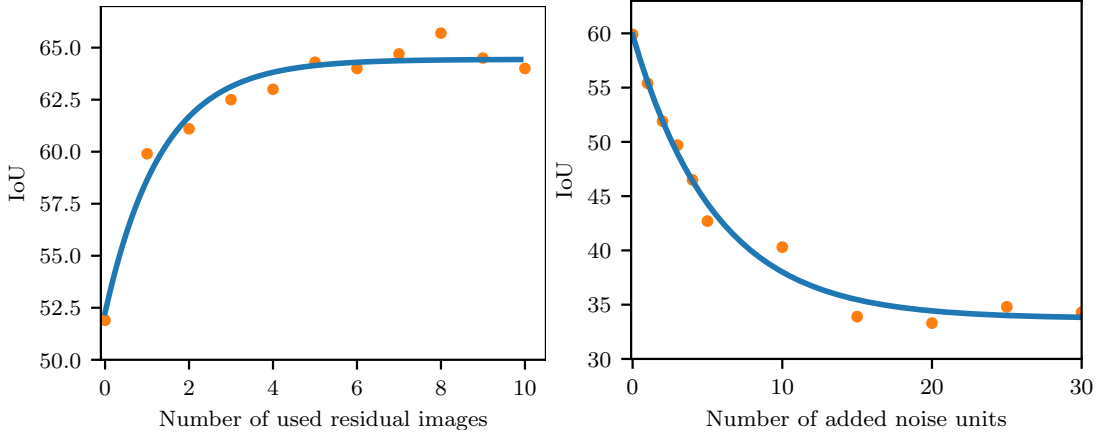 65.0
62.5
60.0
57.5
55.0
52.5
50.0
IoU
0 2 4 6 8 10
Number of used residual images
60
55
50
45
40
35
30
IoU
0 10 20 30
Number of added noise units